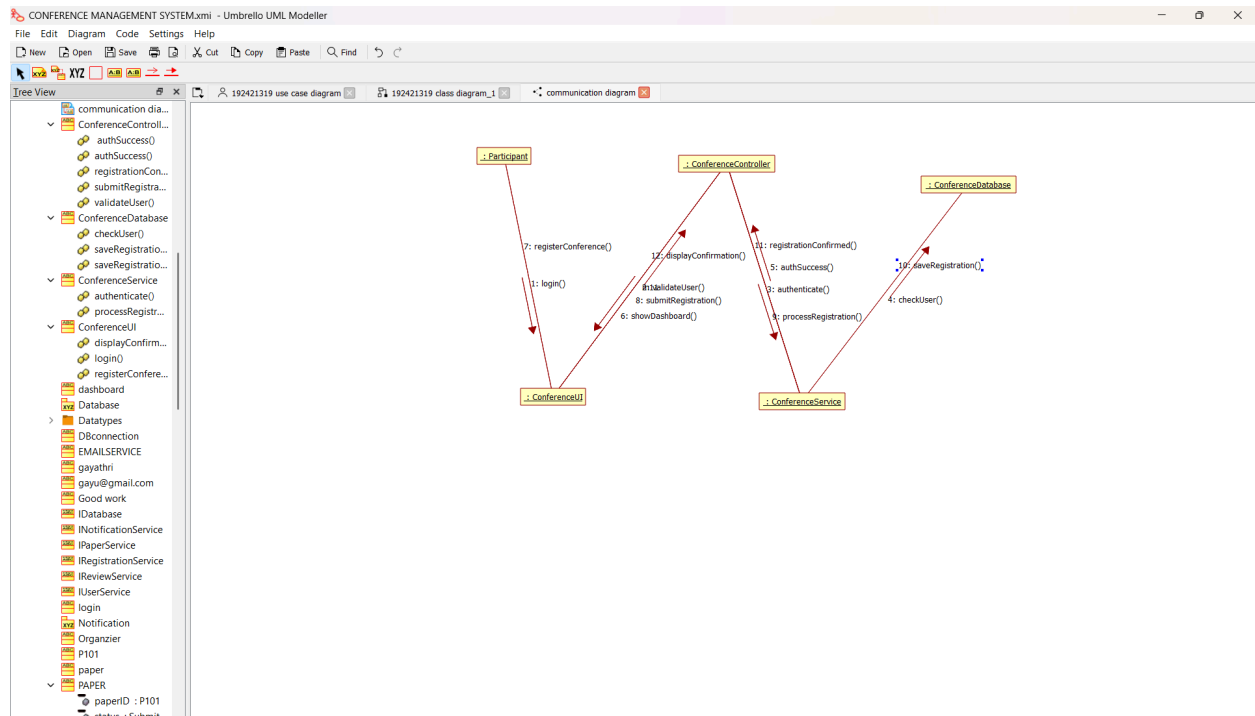 CONFERENCE MANAGEMENT SYSTEM.xmi - Umbrello UML Modeller
File Edit Diagram Code Settings Help
New Open Save Cut Copy Paste Find
XYZ XYZ A:B A:B
Tree View
192421319 use case diagram 192421319 class diagram_1 communication diagram
communication dia...
ConferenceControll...
authSuccess()
authSuccess()
registrationCon...
submitRegistra...
validateUser()
ConferenceDatabase
checkUser()
saveRegistratio...
saveRegistratio...
ConferenceService
authenticate()
processRegistr...
ConferenceUI
displayConfirm...
login()
registerConfere...
dashboard
Database
Datatypes
DBconnection
EMAILSERVICE
gayathri
gayu@gmail.com
Good work
IDatabase
INotificationService
IPaperService
IRegistrationService
IReviewService
IUserService
login
Notification
Organzier
P101
paper
PAPER
paperID : P101
: Participant
: ConferenceController
: ConferenceDatabase
7: registerConference()
12: displayConfirmation()
11: registrationConfirmed()
10: saveRegistration()
5: authSuccess()
1: login()
3: authenticate()
8: submitRegistration()
4: checkUser()
6: showDashboard()
9: processRegistration()
: ConferenceUI
: ConferenceService